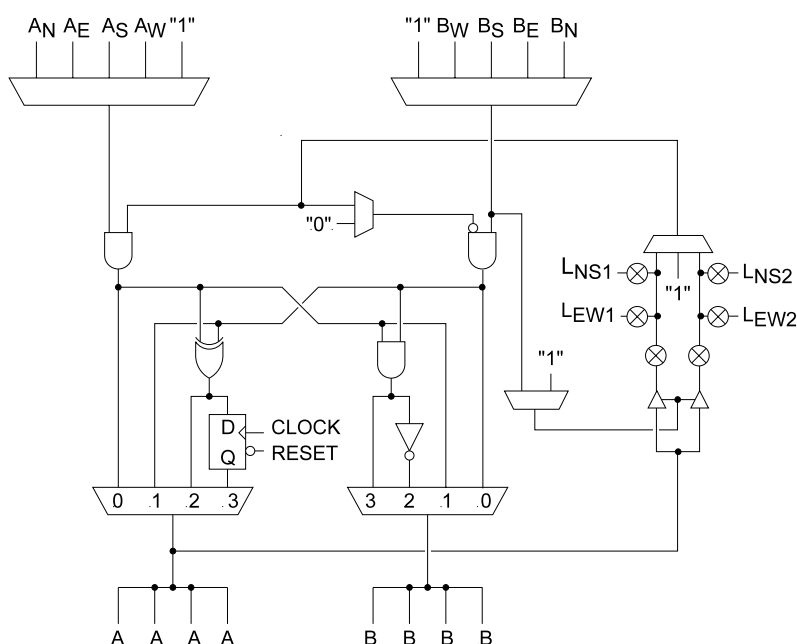 AN AE AS AW "1"
"1" BW BS BE BN
"0"
LNS1
LNS2
"1"
LEW1
LEW2
"1"
D
CLOCK
Q
RESET
0 1 2 3
3 2 1 0
A A A A
B B B B